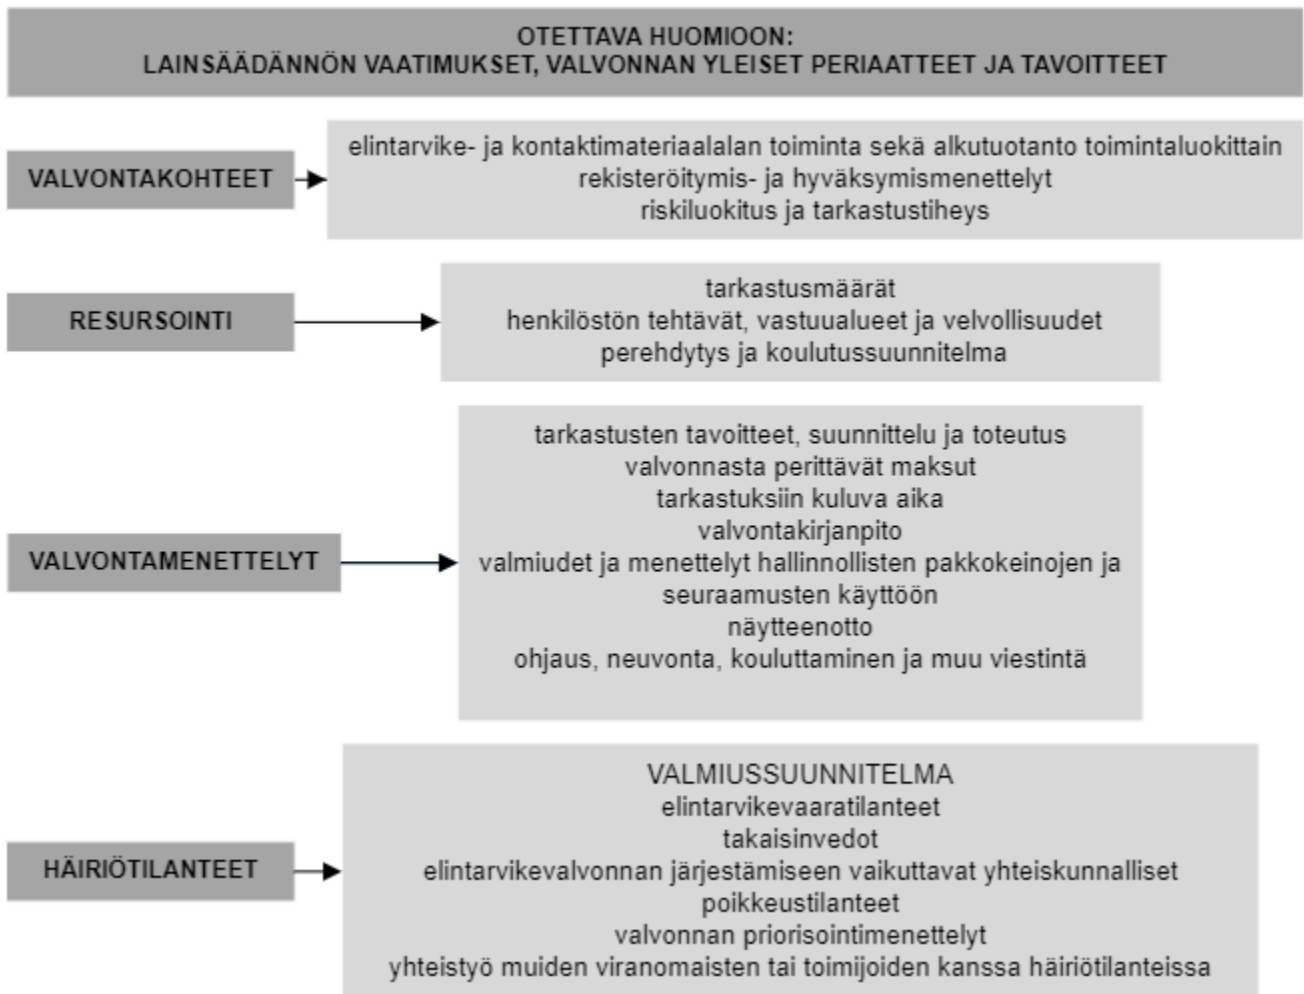 OTETTAVA HUOMIOON:
LAINSÄÄDÄNNÖN VAATIMUKSET, VALVONNAN YLEISET PERIAATTEET JA TAVOITTEET
VALVONTAKOHTEET
elintarvike- ja kontaktimateriaalalan toiminta sekä alkutuotanto toimintaluokittain
rekisteröitymis- ja hyväksymismenettelyt
riskiluokitus ja tarkastustiheys
RESURSOINTI
tarkastusmäärät
henkilöstön tehtävät, vastuualueet ja velvollisuudet
perehdytys ja koulutussuunnitelma
VALVONTAMENETTELYT
tarkastusten tavoitteet, suunnittelu ja toteutus
valvonnasta perittävät maksut
tarkastuksiin kuluva aika
valvontakirjanpito
valmiudet ja menettelyt hallinnollisten pakkokeinojen ja
seuraamusten käyttöön
näytteenotto
ohjaus, neuvonta, kouluttaminen ja muu viestintä
HÄIRIÖTILANTEET
VALMIUSSUUNNITELMA
elintarvikevaaratilanteet
takaisinvedot
elintarvikevalvonnan järjestämiseen vaikuttavat yhteiskunnalliset
poikkeustilanteet
valvonnan priorisointimenettelyt
yhteistyö muiden viranomaisten tai toimijoiden kanssa häiriötilanteissa